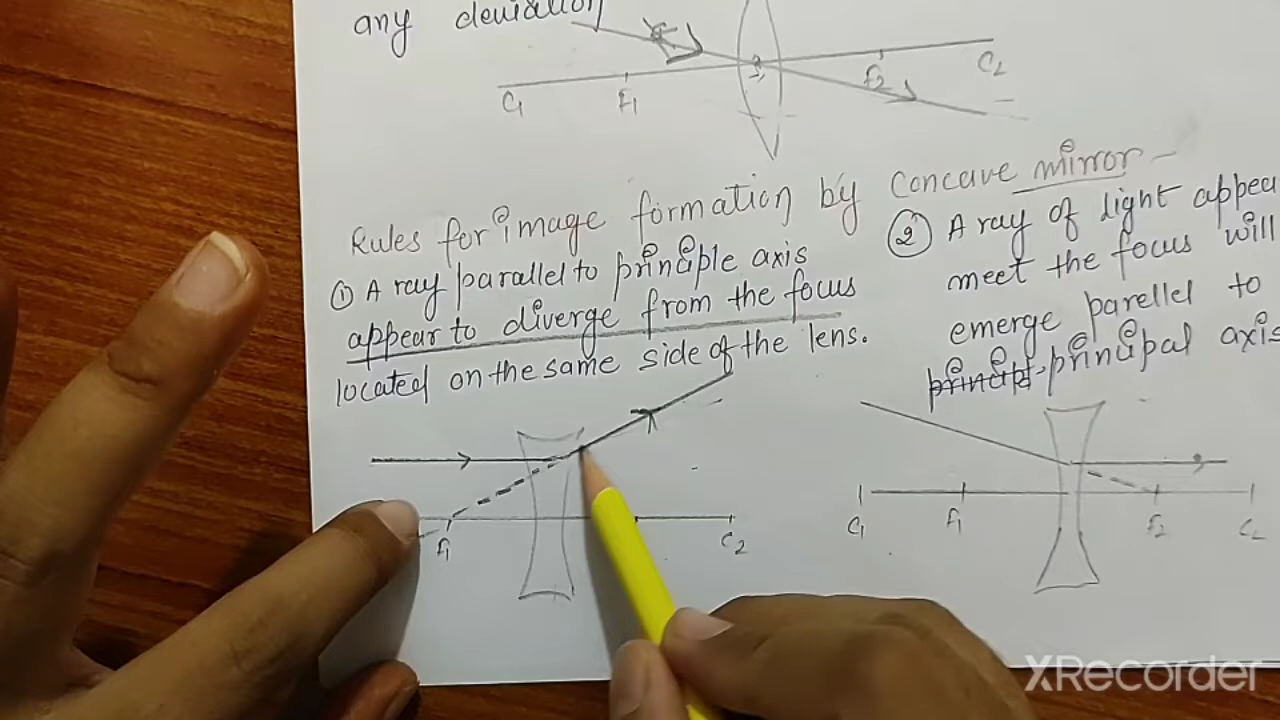 any deviation
C1 F1 F2 C2
Rules for image formation by Concave mirror -
① A ray parallel to principle axis
appear to diverge from the focus
located on the same side of the lens.
② A ray of light appea
meet the focus will
emerge parellel to
principal axis
F1 C2
C1 F1 F2 C2
XRecorder